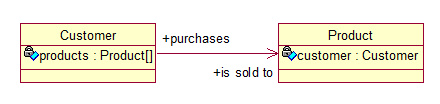 Customer
products : Product[]
+purchases
+is sold to
Product
customer : Customer